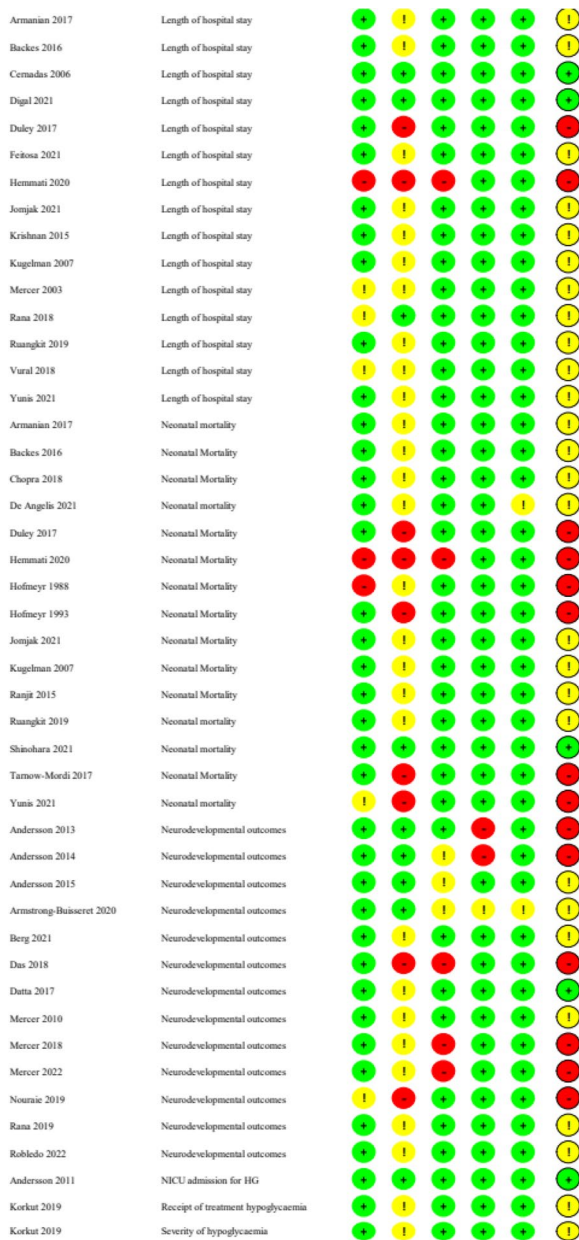 Armanian 2017 Length of hospital stay + ! + + + !
Backes 2016 Length of hospital stay + ! + + + !
Cernadas 2006 Length of hospital stay + + + + + +
Digal 2021 Length of hospital stay + + + + + +
Duley 2017 Length of hospital stay + - + + + -
Feitosa 2021 Length of hospital stay + ! + + + !
Hemmati 2020 Length of hospital stay - - - + + -
Jomjak 2021 Length of hospital stay + ! + + + !
Krishnan 2015 Length of hospital stay + ! + + + !
Kugelman 2007 Length of hospital stay + ! + + + !
Mercer 2003 Length of hospital stay ! ! + + + !
Rana 2018 Length of hospital stay ! + + + + !
Ruangkit 2019 Length of hospital stay + ! + + + !
Vural 2018 Length of hospital stay ! ! + + + !
Yunis 2021 Length of hospital stay + ! + + + !
Armanian 2017 Neonatal mortality + ! + + + !
Backes 2016 Neonatal Mortality + ! + + + !
Chopra 2018 Neonatal Mortality + ! + + + !
De Angelis 2021 Neonatal mortality + ! + + ! !
Duley 2017 Neonatal Mortality + - + + + -
Hemmati 2020 Neonatal Mortality - - - + + -
Hofmeyr 1988 Neonatal Mortality - ! + + + -
Hofmeyr 1993 Neonatal Mortality + - + + + -
Jomjak 2021 Neonatal Mortality + ! + + + !
Kugelman 2007 Neonatal Mortality + ! + + + !
Ranjit 2015 Neonatal Mortality + ! + + + !
Ruangkit 2019 Neonatal mortality + ! + + + !
Shinohara 2021 Neonatal mortality + + + + + +
Tarnow-Mordi 2017 Neonatal Mortality + - + + + -
Yunis 2021 Neonatal mortality ! - + + + -
Andersson 2013 Neurodevelopmental outcomes + + + - + -
Andersson 2014 Neurodevelopmental outcomes + + ! - + -
Andersson 2015 Neurodevelopmental outcomes + + ! + + !
Armstrong-Buisseret 2020 Neurodevelopmental outcomes + + ! ! ! !
Berg 2021 Neurodevelopmental outcomes + ! + + + !
Das 2018 Neurodevelopmental outcomes + - - + + -
Datta 2017 Neurodevelopmental outcomes + ! + + + +
Mercer 2010 Neurodevelopmental outcomes + ! + + + !
Mercer 2018 Neurodevelopmental outcomes + ! - + + -
Mercer 2022 Neurodevelopmental outcomes + ! - + + -
Nouraie 2019 Neurodevelopmental outcomes ! - + + + -
Rana 2019 Neurodevelopmental outcomes + ! + + + !
Robledo 2022 Neurodevelopmental outcomes + ! + + + !
Andersson 2011 NICU admission for HG + + + + + +
Korkut 2019 Receipt of treatment hypoglycaemia + ! + + + !
Korkut 2019 Severity of hypoglycaemia + ! + + + !